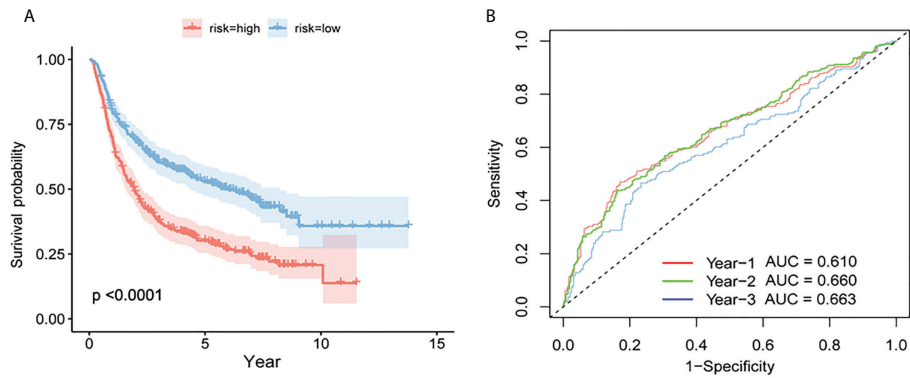 A
risk=high risk=low
1.00
0.75
0.50
0.25
0.00
Survival probability
p <0.0001
0 5 10 15
Year
B
1.0
0.8
0.6
0.4
0.2
0.0
Sensitivity
Year-1 AUC = 0.610
Year-2 AUC = 0.660
Year-3 AUC = 0.663
0.0 0.2 0.4 0.6 0.8 1.0
1-Specificity